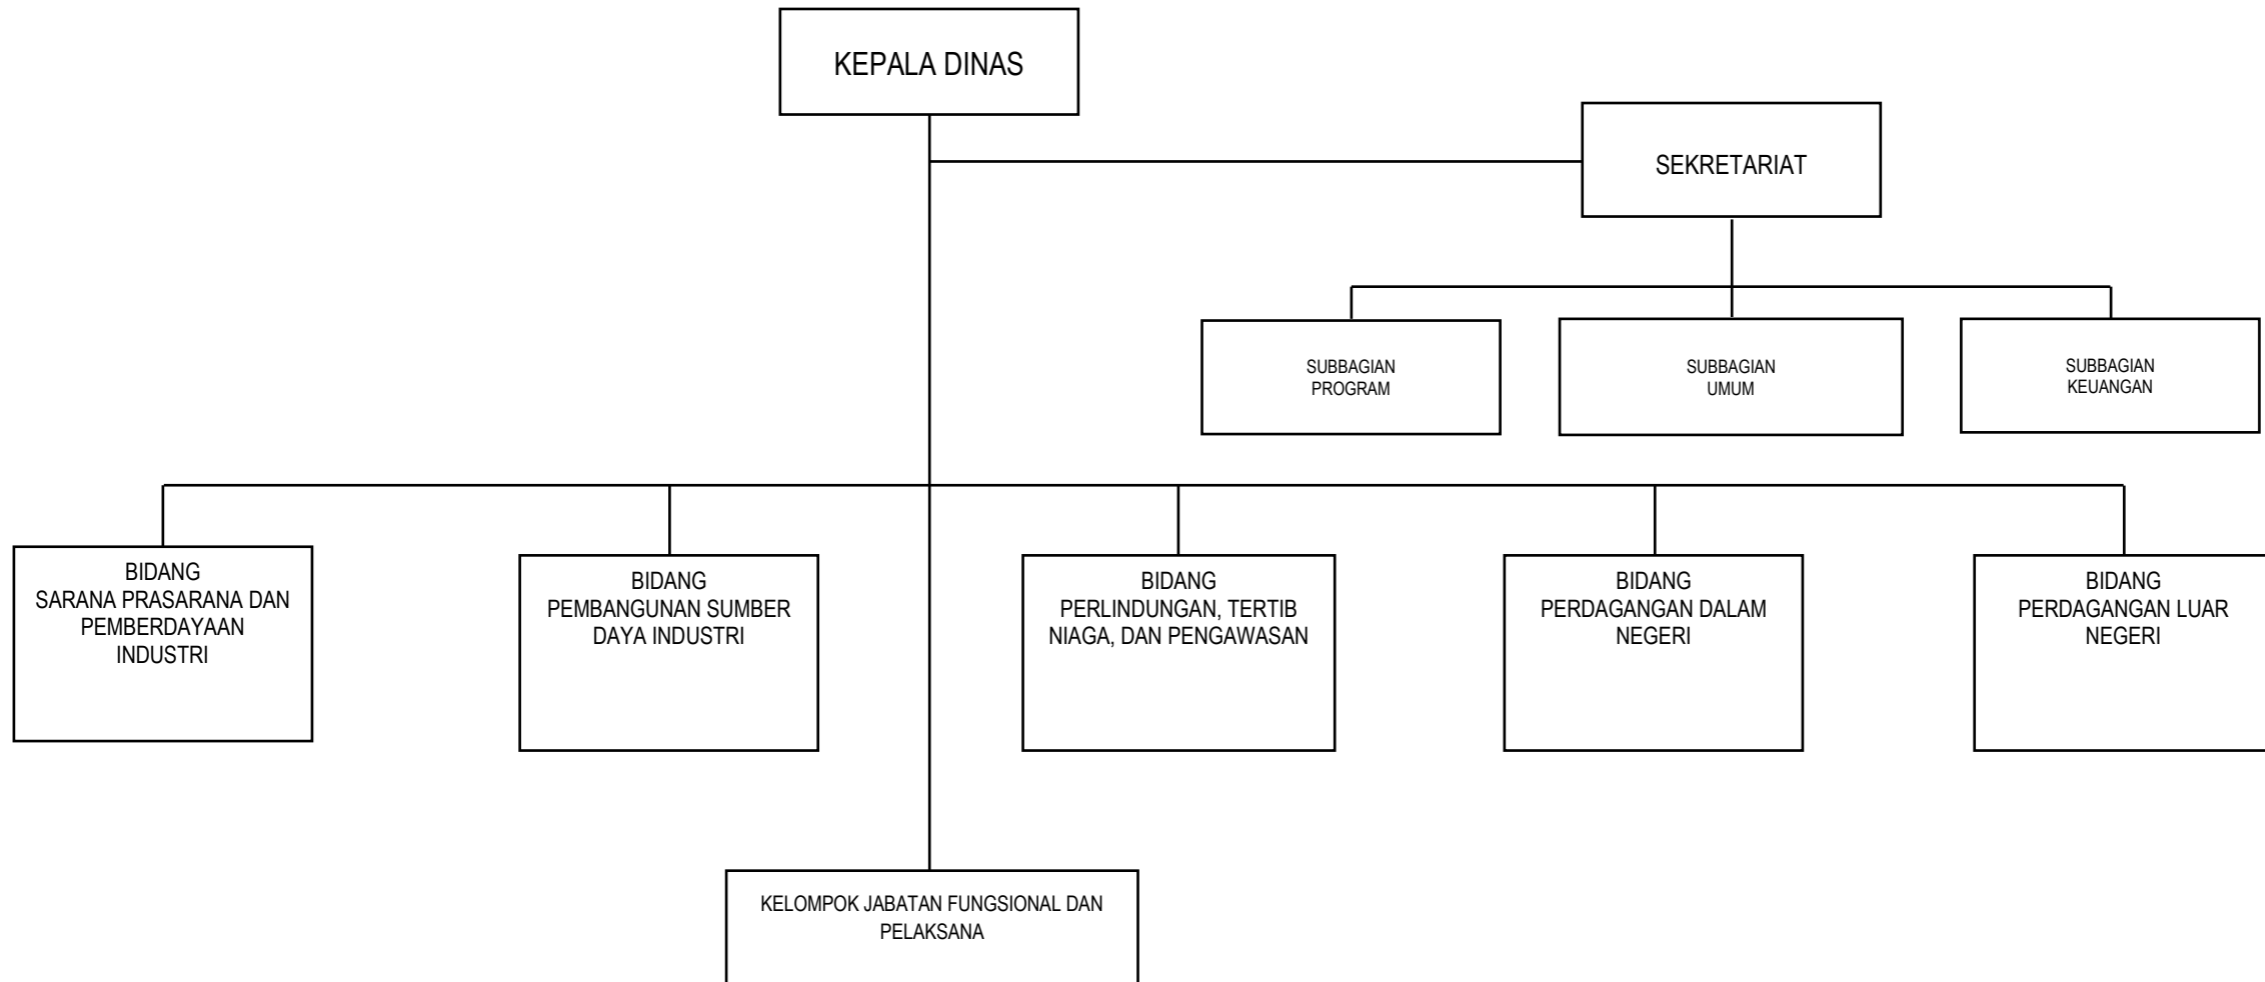 KEPALA DINAS
SEKRETARIAT
SUBBAGIAN
PROGRAM
SUBBAGIAN
UMUM
SUBBAGIAN
KEUANGAN
BIDANG
SARANA PRASARANA DAN
PEMBERDAYAAN
INDUSTRI
BIDANG
PEMBANGUNAN SUMBER
DAYA INDUSTRI
BIDANG
PERLINDUNGAN, TERTIB
NIAGA, DAN PENGAWASAN
BIDANG
PERDAGANGAN DALAM
NEGERI
BIDANG
PERDAGANGAN LUAR
NEGERI
KELOMPOK JABATAN FUNGSIONAL DAN
PELAKSANA